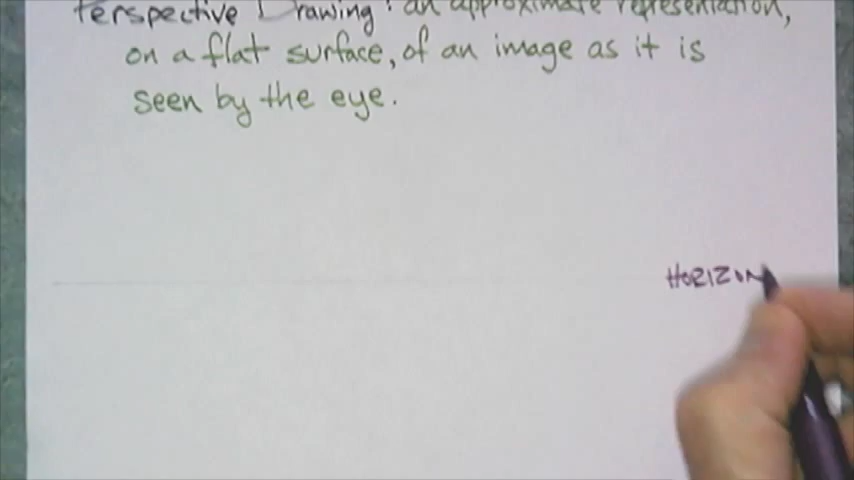 Perspective Drawing: an approximate representation,
on a flat surface, of an image as it is
seen by the eye.
HORIZON